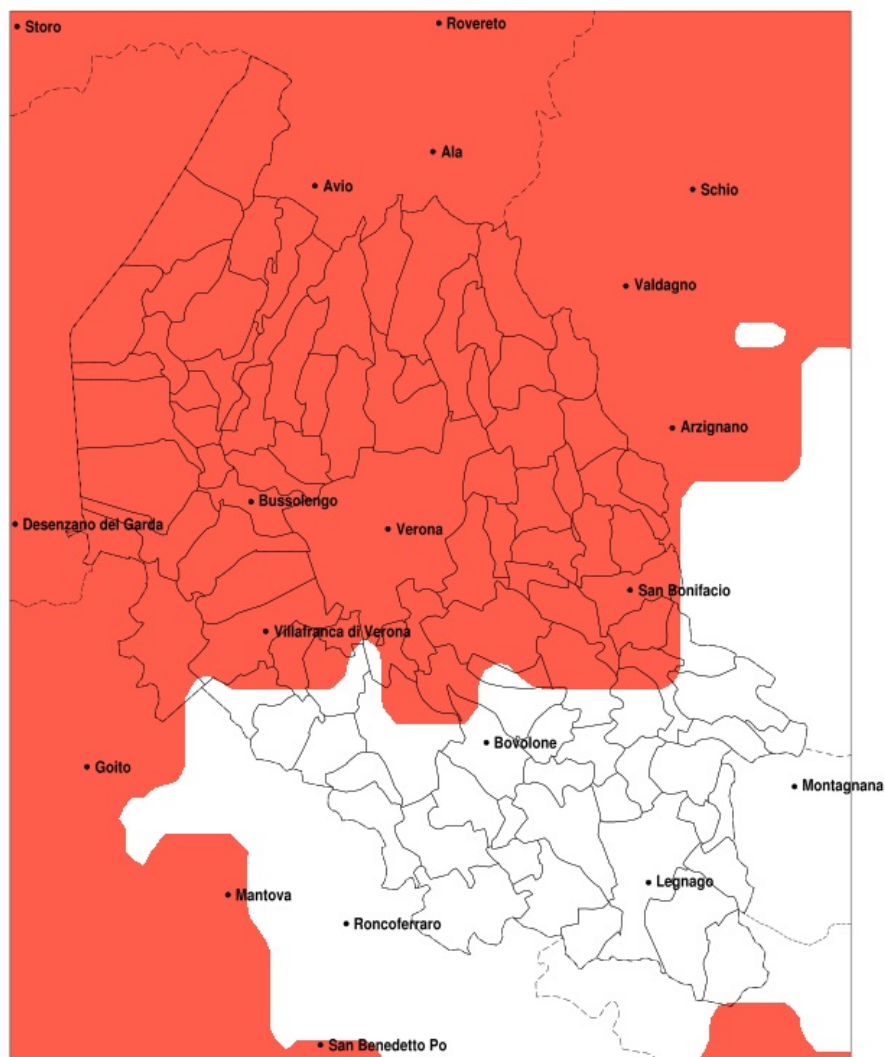 Rovereto
Storo
Ala
Avio
Schio
Valdagno
Arzignano
Bussolengo
Desenzano del Garda
Verona
San Bonifacio
Villafranca di Verona
Bovolone
Goito
Montagnana
Legnago
Mantova
Roncoferraro
San Benedetto Po